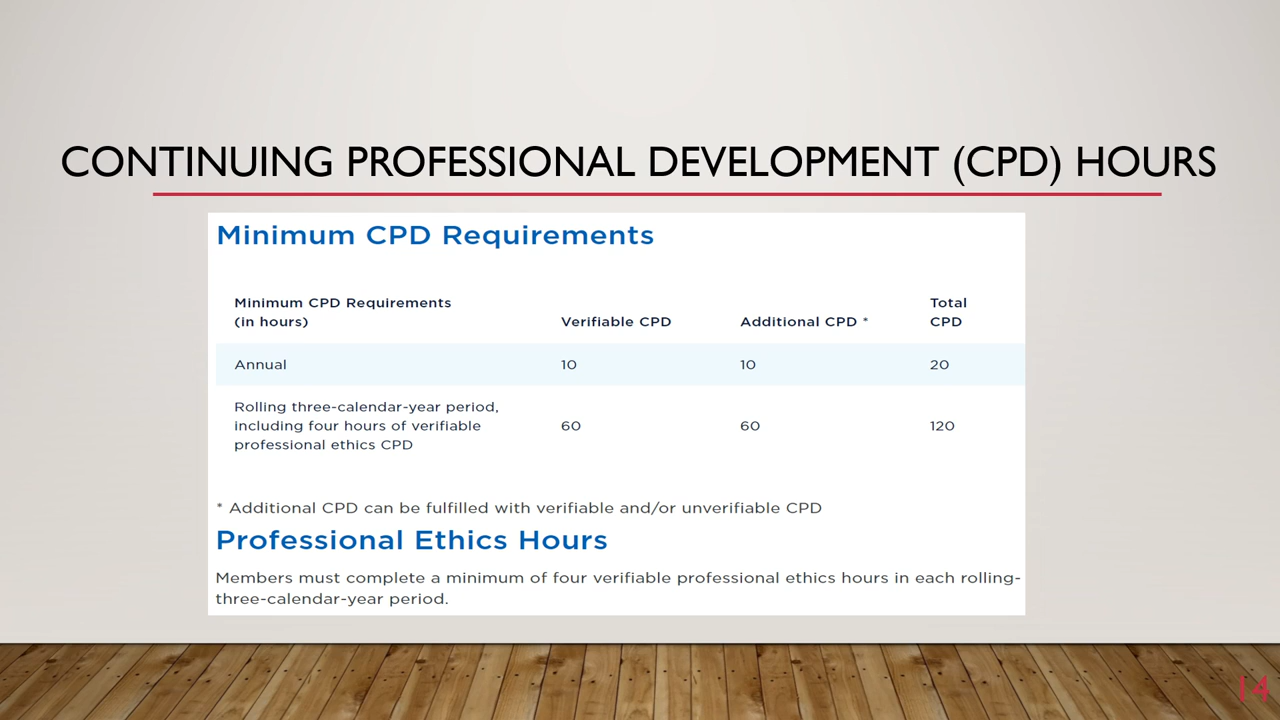 CONTINUING PROFESSIONAL DEVELOPMENT (CPD) HOURS
Minimum CPD Requirements
Minimum CPD Requirements
(in hours)
Verifiable CPD
Additional CPD *
Total
CPD
Annual
10
10
20
Rolling three-calendar-year period,
including four hours of verifiable
professional ethics CPD
60
60
120
* Additional CPD can be fulfilled with verifiable and/or unverifiable CPD
Professional Ethics Hours
Members must complete a minimum of four verifiable professional ethics hours in each rolling-
three-calendar-year period.
14